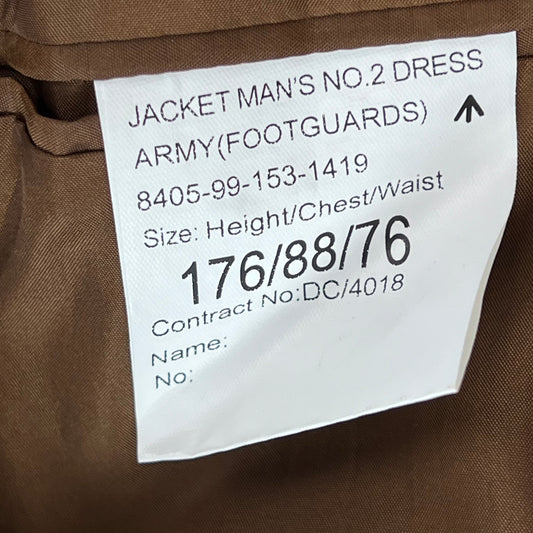 JACKET MAN'S NO.2 DRESS
ARMY(FOOTGUARDS)
8405-99-153-1419
Size: Height/Chest/Waist
176/88/76
Contract No:DC/4018
Name:
No: